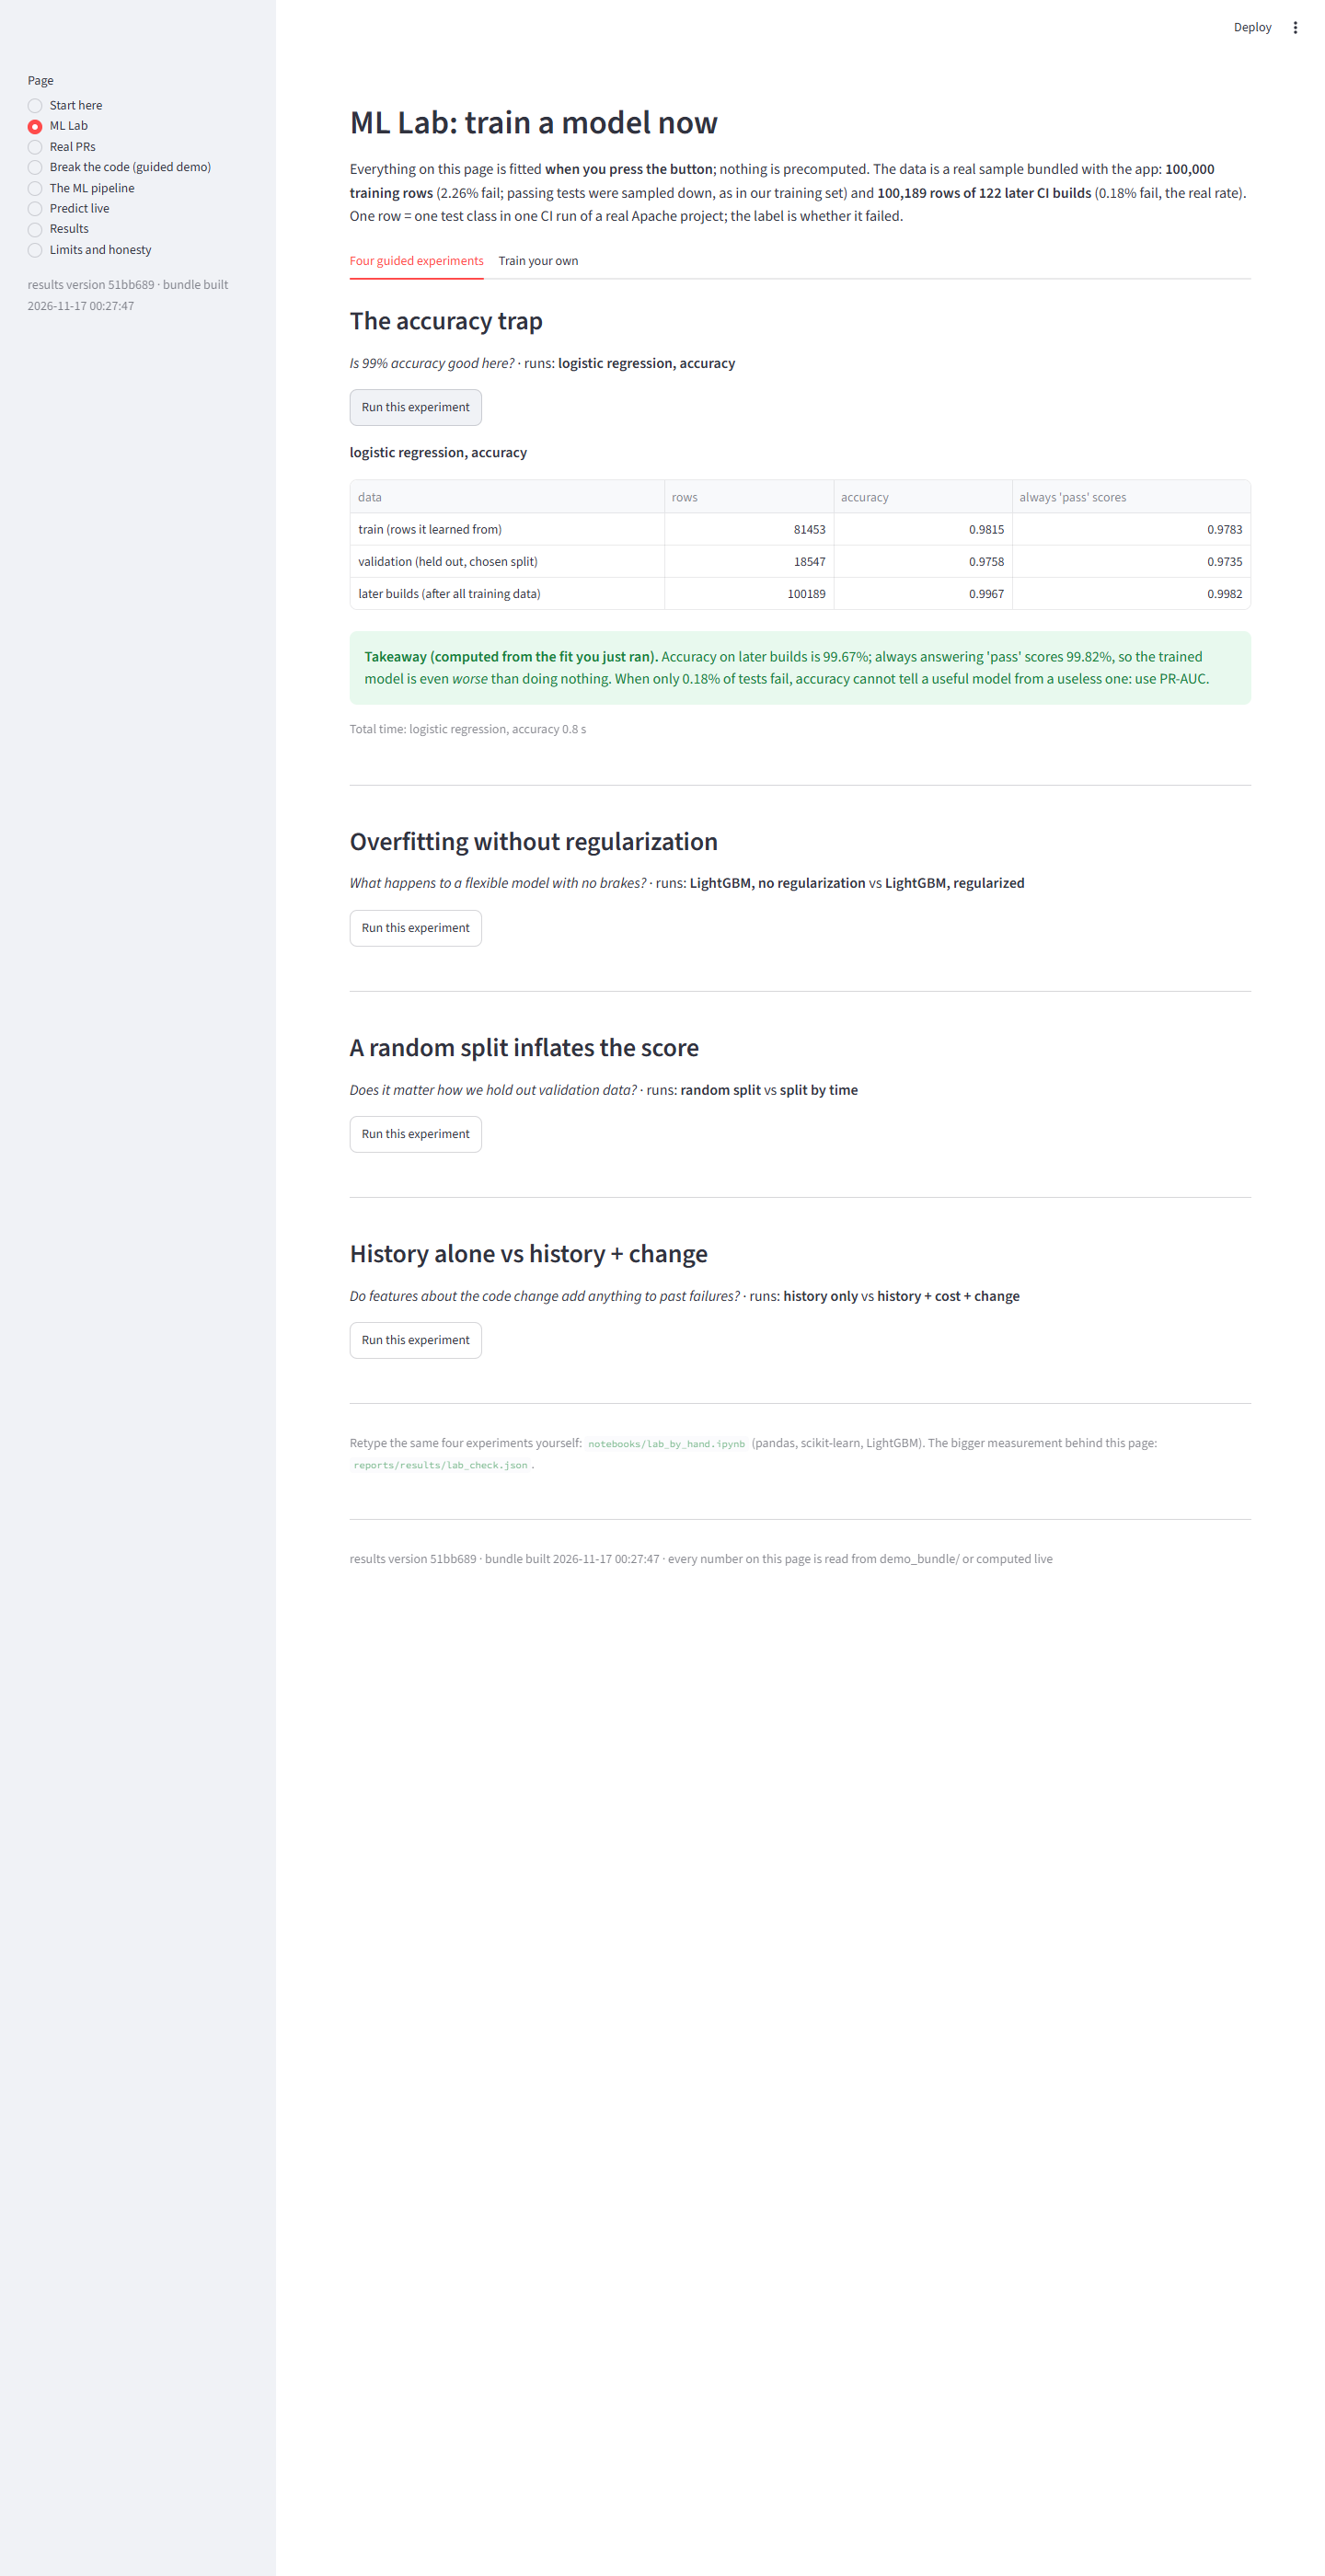 Deploy
Page
Start here
ML Lab
Real PRs
Break the code (guided demo)
The ML pipeline
Predict live
Results
Limits and honesty
results version 51bb689 · bundle built
2026-11-17 00:27:47
ML Lab: train a model now
Everything on this page is fitted when you press the button; nothing is precomputed. The data is a real sample bundled with the app: 100,000
training rows (2.26% fail; passing tests were sampled down, as in our training set) and 100,189 rows of 122 later CI builds (0.18% fail, the real rate).
One row = one test class in one CI run of a real Apache project; the label is whether it failed.
Four guided experiments Train your own
The accuracy trap
Is 99% accuracy good here? · runs: logistic regression, accuracy
Run this experiment
logistic regression, accuracy
data rows accuracy always 'pass' scores
train (rows it learned from) 81453 0.9815 0.9783
validation (held out, chosen split) 18547 0.9758 0.9735
later builds (after all training data) 100189 0.9967 0.9982
Takeaway (computed from the fit you just ran). Accuracy on later builds is 99.67%; always answering 'pass' scores 99.82%, so the trained
model is even worse than doing nothing. When only 0.18% of tests fail, accuracy cannot tell a useful model from a useless one: use PR-AUC.
Total time: logistic regression, accuracy 0.8 s
Overfitting without regularization
What happens to a flexible model with no brakes? · runs: LightGBM, no regularization vs LightGBM, regularized
Run this experiment
A random split inflates the score
Does it matter how we hold out validation data? · runs: random split vs split by time
Run this experiment
History alone vs history + change
Do features about the code change add anything to past failures? · runs: history only vs history + cost + change
Run this experiment
Retype the same four experiments yourself: notebooks/lab_by_hand.ipynb (pandas, scikit-learn, LightGBM). The bigger measurement behind this page:
reports/results/lab_check.json.
results version 51bb689 · bundle built 2026-11-17 00:27:47 · every number on this page is read from demo_bundle/ or computed live